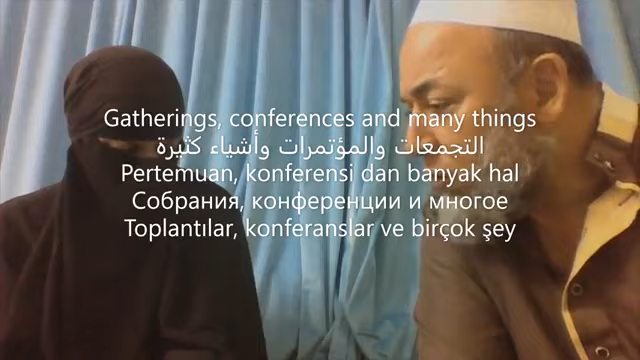 Gatherings, conferences and many things
التجمعات والمؤتمرات وأشياء كثيرة
Pertemuan, konferensi dan banyak hal
Собрания, конференции и многое
Toplantılar, konferanslar ve birçok şey